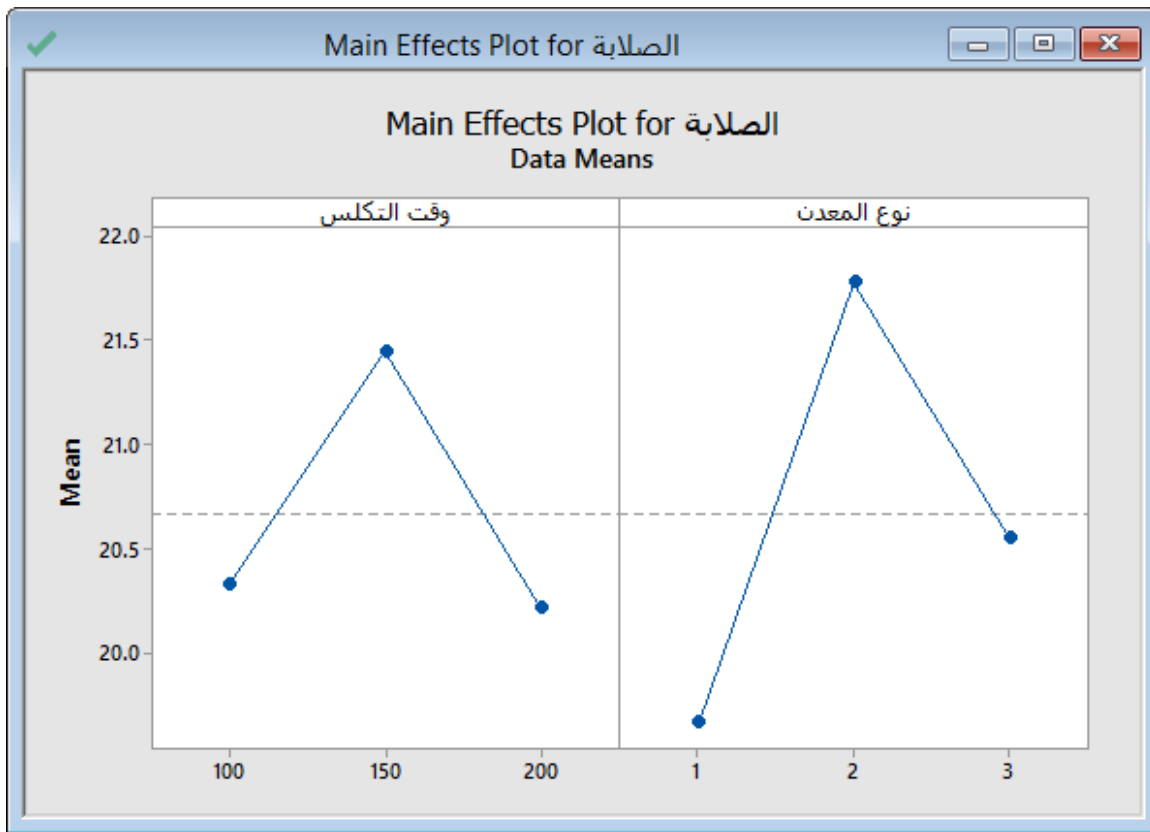 Main Effects Plot for الصلابة
Main Effects Plot for الصلابة
Data Means
وقت التكلس
نوع المعدن
22.0
21.5
21.0
20.5
20.0
Mean
100 150 200 1 2 3